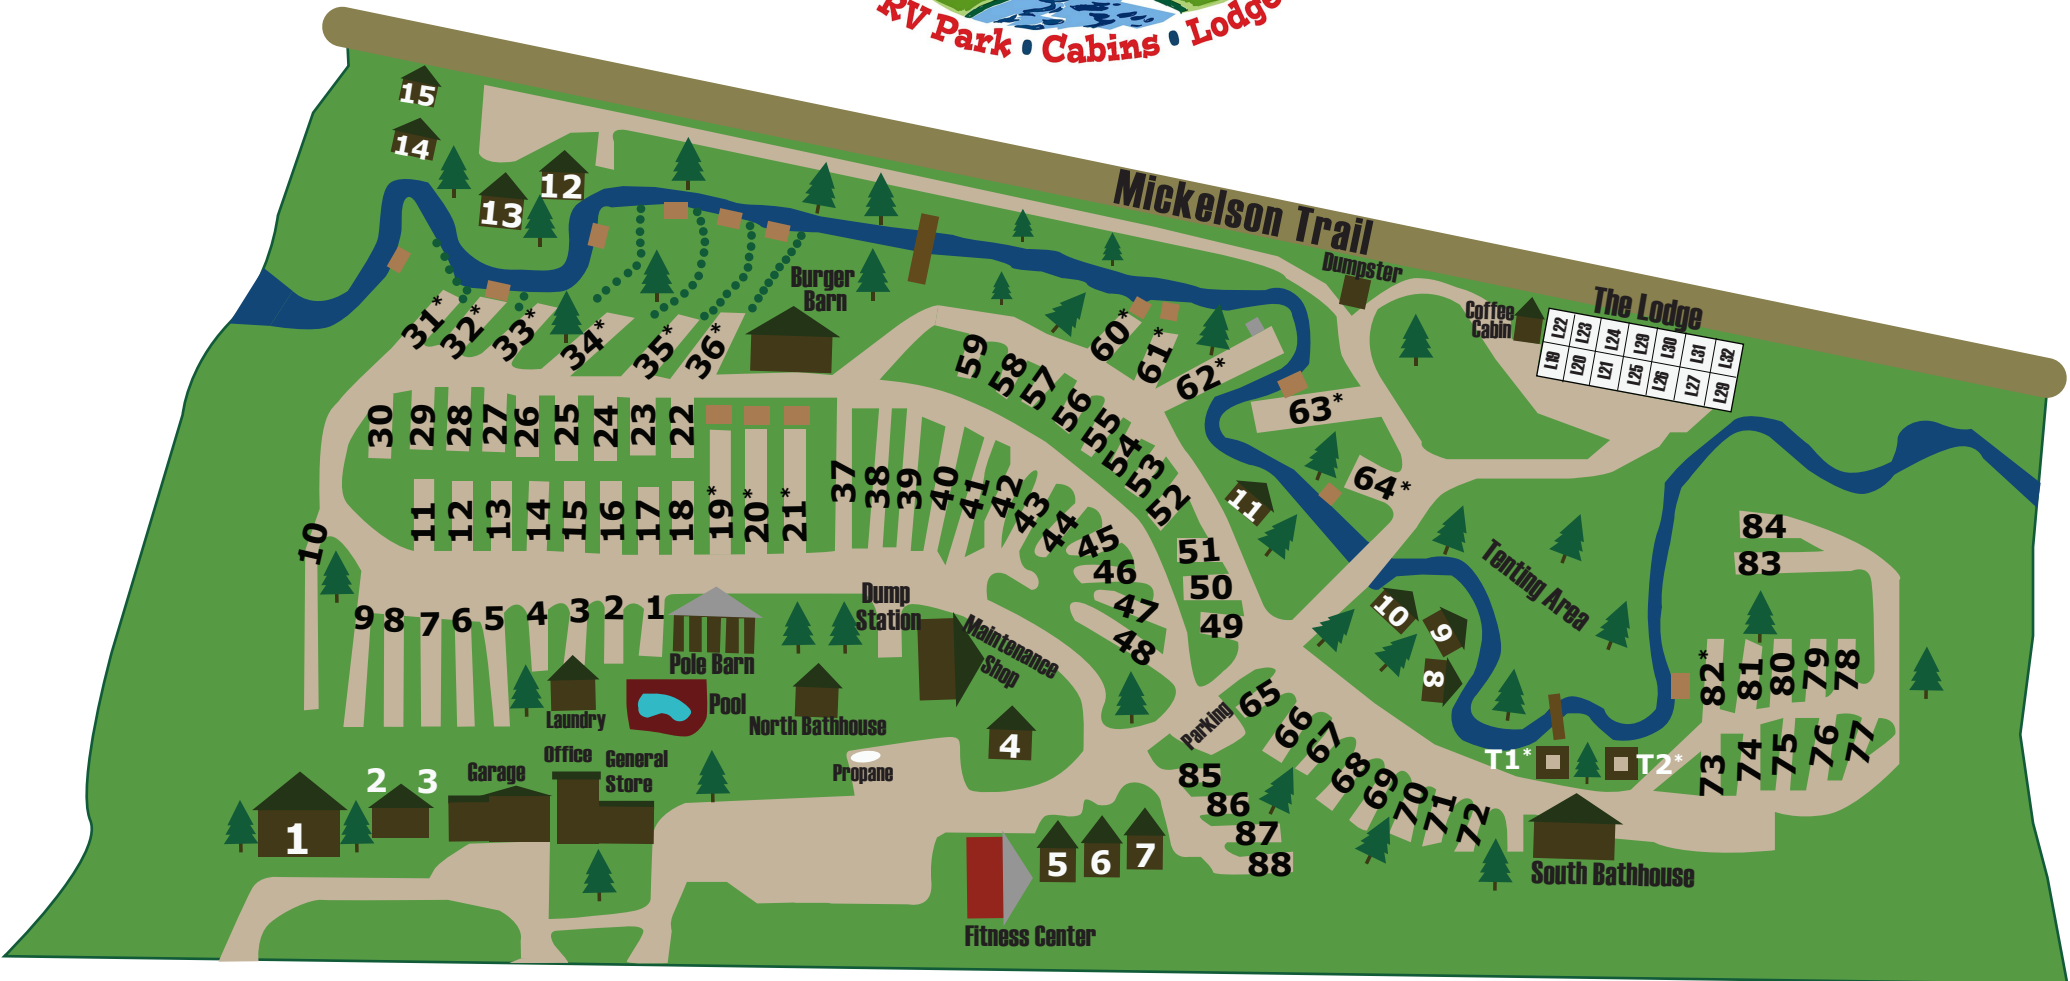 RV Park • Cabins • Lodge
Mickelson Trail
15
14
12
13
Dumpster
Burger
Barn
Coffee
Cabin
The Lodge
L22
L23
L24
L29
L30
L31
L32
L19
L20
L21
L25
L26
L27
L29
31*
32*
33*
34*
35*
36*
59
58
57
56
55
54
53
52
60*
61*
62*
63*
64*
30
29
28
27
26
25
24
23
22
11
12
13
14
15
16
17
18
19*
20*
21*
37
38
39
40
41
42
43
44
45
46
47
48
51
50
49
11
10
9
8
Tenting Area
84
83
82*
81
80
79
78
73
74
75
76
77
10
9
8
7
6
5
4
3
2
1
Pole Barn
Dump
Station
Maintenance
Shop
Laundry
Pool
North Bathhouse
Office
General
Store
Garage
Propane
4
Parking
65
66
67
68
69
70
71
72
T1*
T2*
85
86
87
88
1
2
3
5
6
7
South Bathhouse
Fitness Center